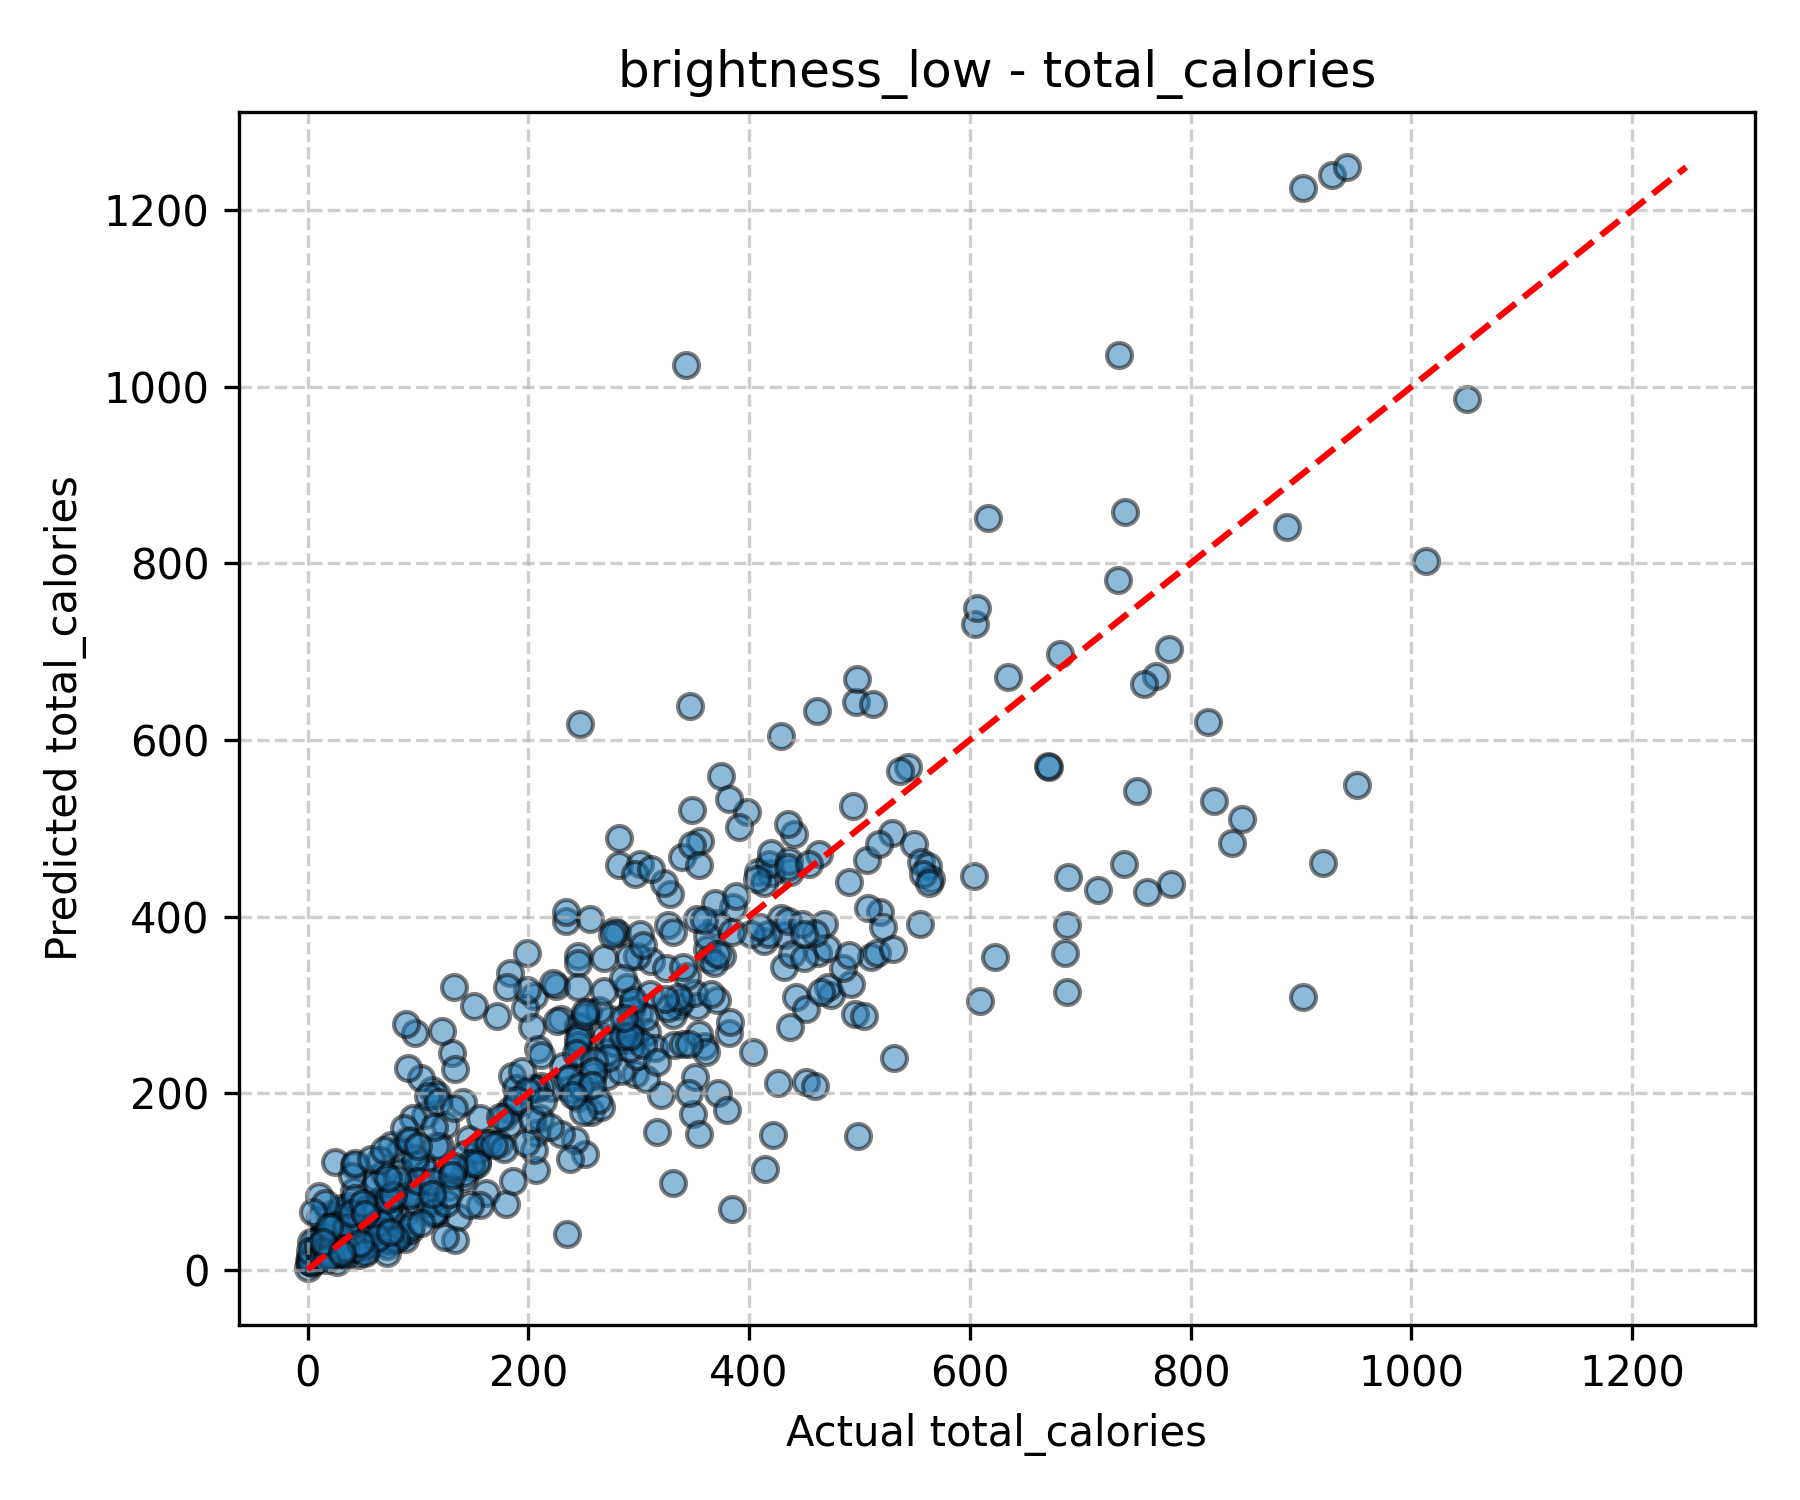 brightness_low - total_calories
Predicted total_calories
1200
1000
800
600
400
200
0
0 200 400 600 800 1000 1200
Actual total_calories